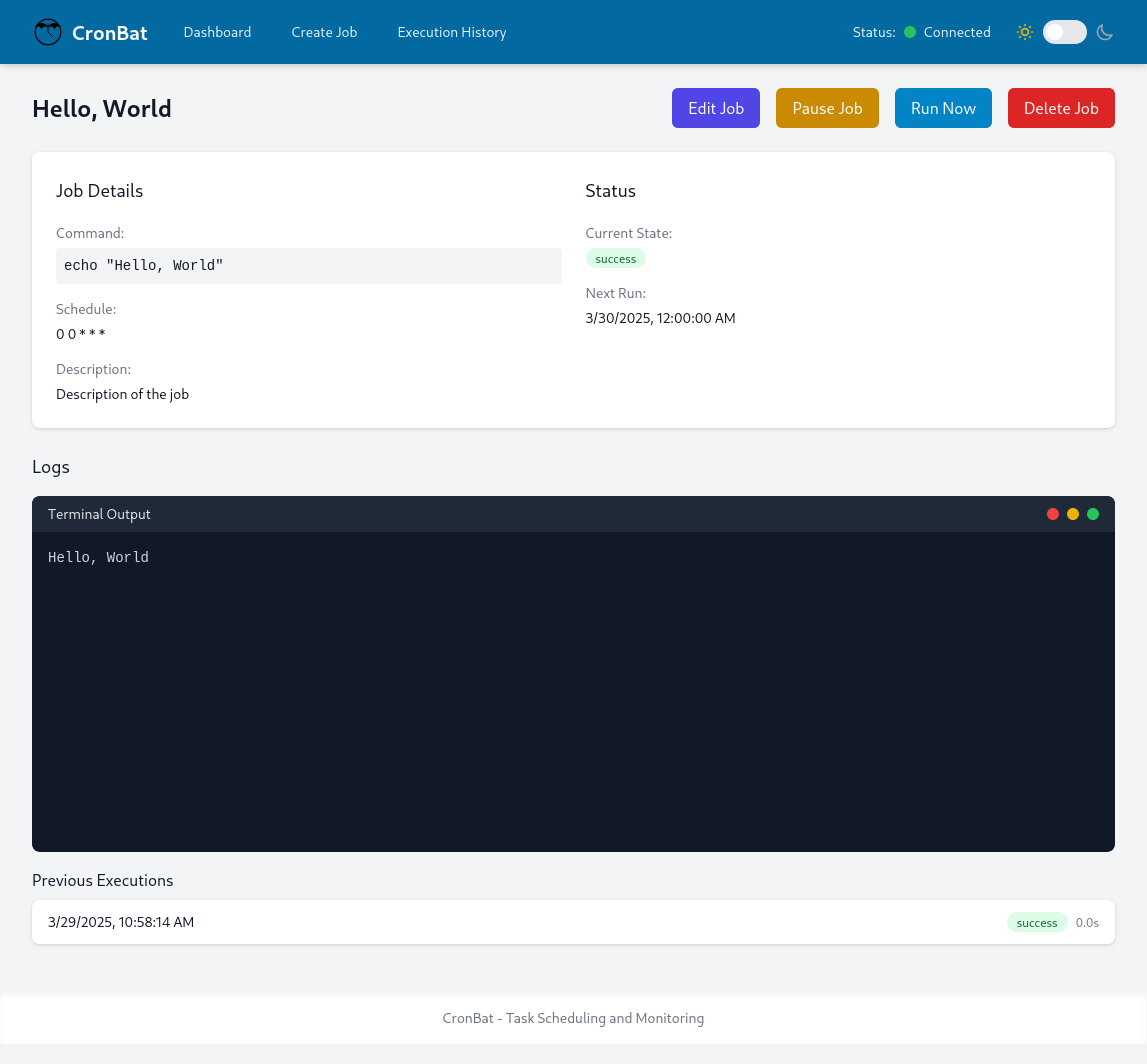 CronBat
Dashboard
Create Job
Execution History
Status:
Connected
Hello, World
Edit Job
Pause Job
Run Now
Delete Job
Job Details
Command:
echo "Hello, World"
Schedule:
0 0 * * *
Description:
Description of the job
Status
Current State:
success
Next Run:
3/30/2025, 12:00:00 AM
Logs
Terminal Output
Hello, World
Previous Executions
3/29/2025, 10:58:14 AM
success
0.0s
CronBat - Task Scheduling and Monitoring